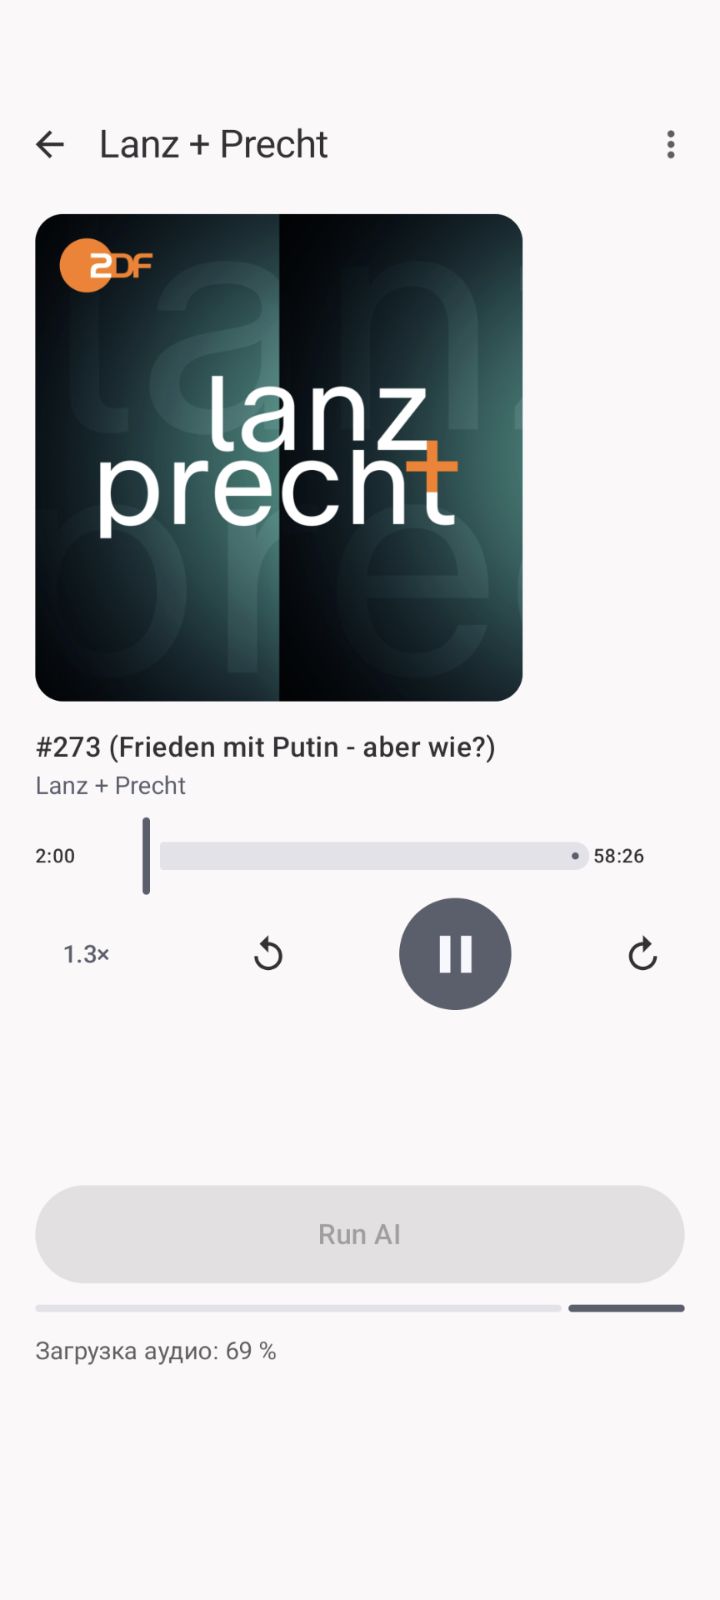 Lanz + Precht
ZDF
lanz
precht+
#273 (Frieden mit Putin - aber wie?)
Lanz + Precht
2:00 58:26
1.3×
Run AI
Загрузка аудио: 69 %